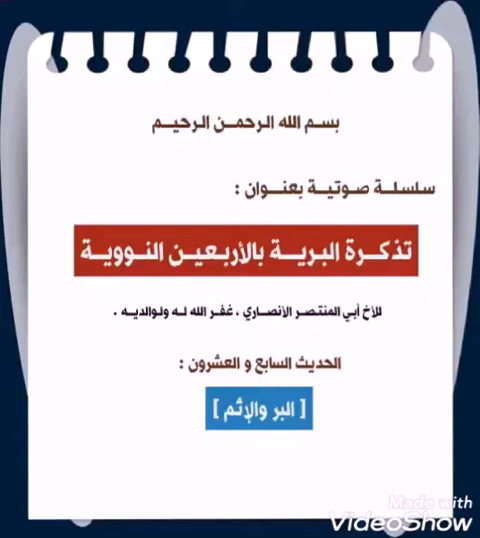 بسم الله الرحمن الرحيم
سلسلة صوتية بعنوان :
تذكرة البرية بالأربعين النووية
للأخ أبي المنتصر الأنصاري ، غفر الله له ولوالديه .
الحديث السابع و العشرون :
[ البر والإثم ]
Made with
VideoShow